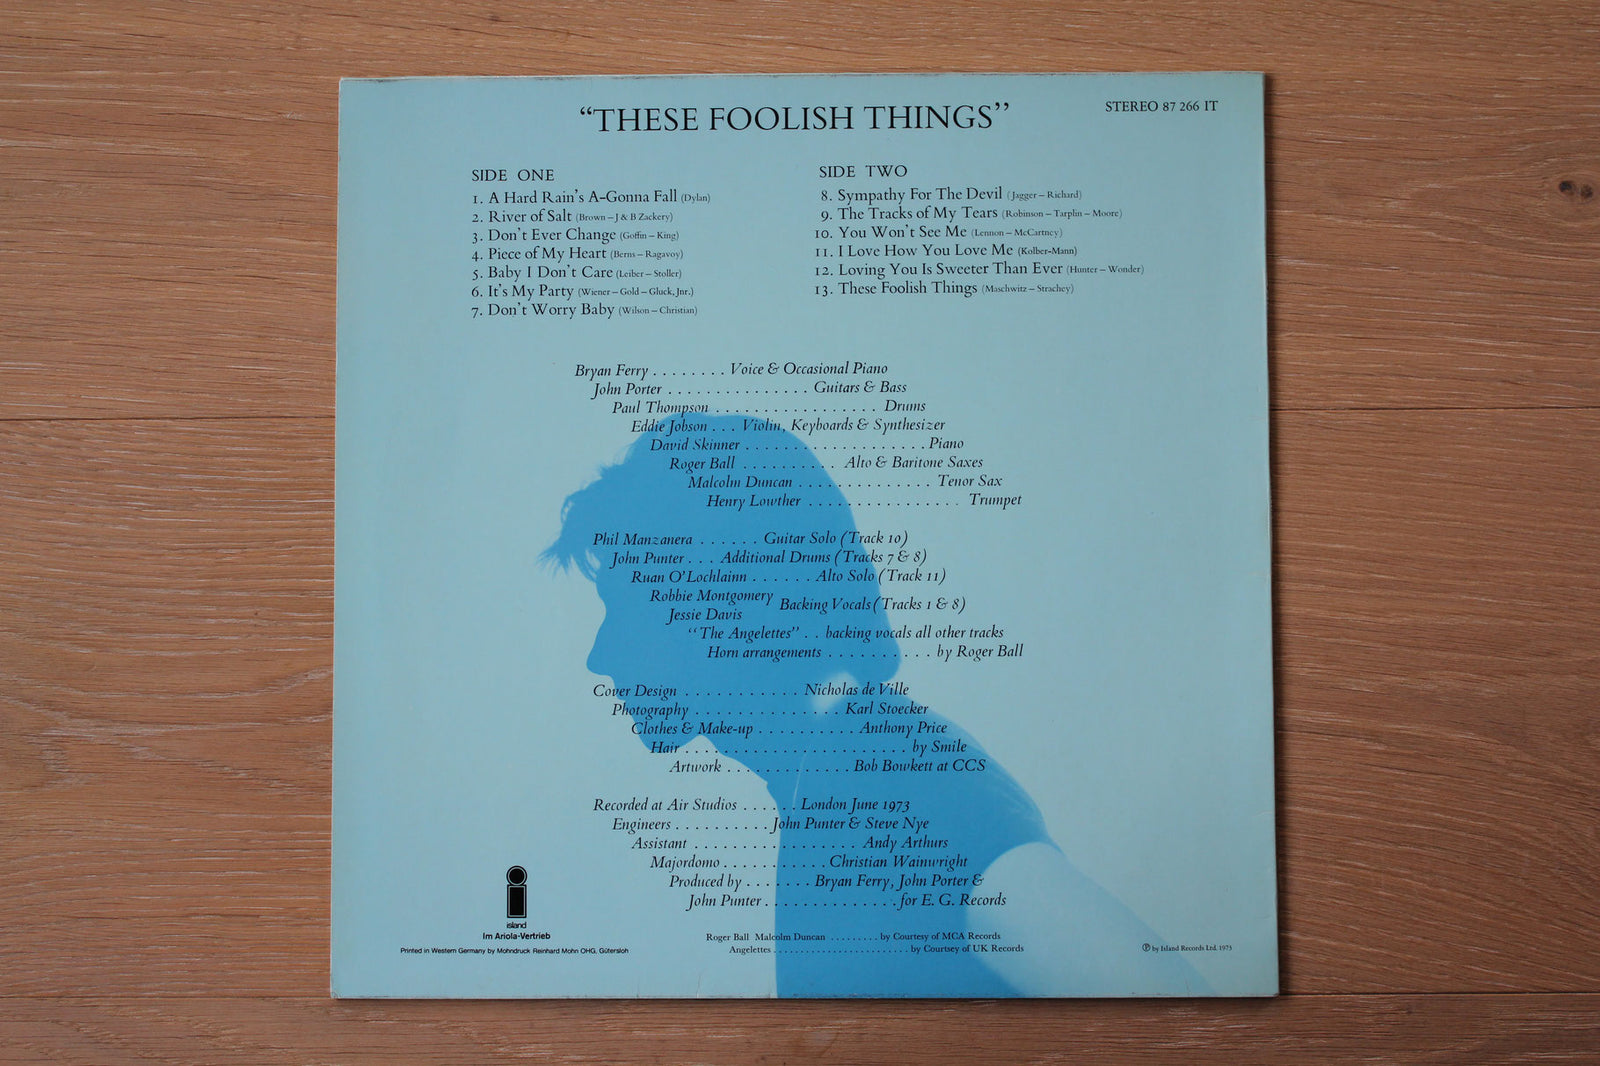 “THESE FOOLISH THINGS”
STEREO 87 266 IT
SIDE ONE
1. A Hard Rain's A-Gonna Fall (Dylan)
2. River of Salt (Brown – J & B Zackery)
3. Don't Ever Change (Goffin – King)
4. Piece of My Heart (Berns – Ragavoy)
5. Baby I Don't Care (Leiber – Stoller)
6. It's My Party (Wiener – Gold – Gluck, Jnr.)
7. Don't Worry Baby (Wilson – Christian)
SIDE TWO
8. Sympathy For The Devil (Jagger – Richard)
9. The Tracks of My Tears (Robinson – Tarplin – Moore)
10. You Won't See Me (Lennon – McCartney)
11. I Love How You Love Me (Kolber-Mann)
12. Loving You Is Sweeter Than Ever (Hunter – Wonder)
13. These Foolish Things (Maschwitz – Strachey)
Bryan Ferry . . . . . . . . Voice & Occasional Piano
John Porter . . . . . . . . . . . . . . . Guitars & Bass
Paul Thompson . . . . . . . . . . . . . . . . . Drums
Eddie Jobson . . . Violin, Keyboards & Synthesizer
David Skinner . . . . . . . . . . . . . . . . . . . Piano
Roger Ball . . . . . . . . . . Alto & Baritone Saxes
Malcolm Duncan . . . . . . . . . . . . . . Tenor Sax
Henry Lowther . . . . . . . . . . . . . . . . Trumpet
Phil Manzanera . . . . . . Guitar Solo (Track 10)
John Punter . . . Additional Drums (Tracks 7 & 8)
Ruan O'Lochlainn . . . . . . Alto Solo (Track 11)
Robbie Montgomery
Jessie Davis
Backing Vocals (Tracks 1 & 8)
“The Angelettes” . . backing vocals all other tracks
Horn arrangements . . . . . . . . . . by Roger Ball
Cover Design . . . . . . . . . . . Nicholas de Ville
Photography . . . . . . . . . . . . . . Karl Stoecker
Clothes & Make-up . . . . . . . . . . Anthony Price
Hair . . . . . . . . . . . . . . . . . . . . . . . by Smile
Artwork . . . . . . . . . . . . . Bob Bowkett at CCS
Recorded at Air Studios . . . . . . London June 1973
Engineers . . . . . . . . . . John Punter & Steve Nye
Assistant . . . . . . . . . . . . . . . . . Andy Arthurs
Majordomo . . . . . . . . . . . Christian Wainwright
Produced by . . . . . . . Bryan Ferry, John Porter &
John Punter . . . . . . . . . . . . . . for E. G. Records
island
Im Ariola-Vertrieb
Printed in Western Germany by Mohndruck Reinhard Mohn OHG, Gütersloh
Roger Ball Malcolm Duncan . . . . . . . . . by Courtesy of MCA Records
Angelettes . . . . . . . . . . . . . . . . . . . . . . . . . . by Courtsey of UK Records
℗ by Island Records Ltd. 1973